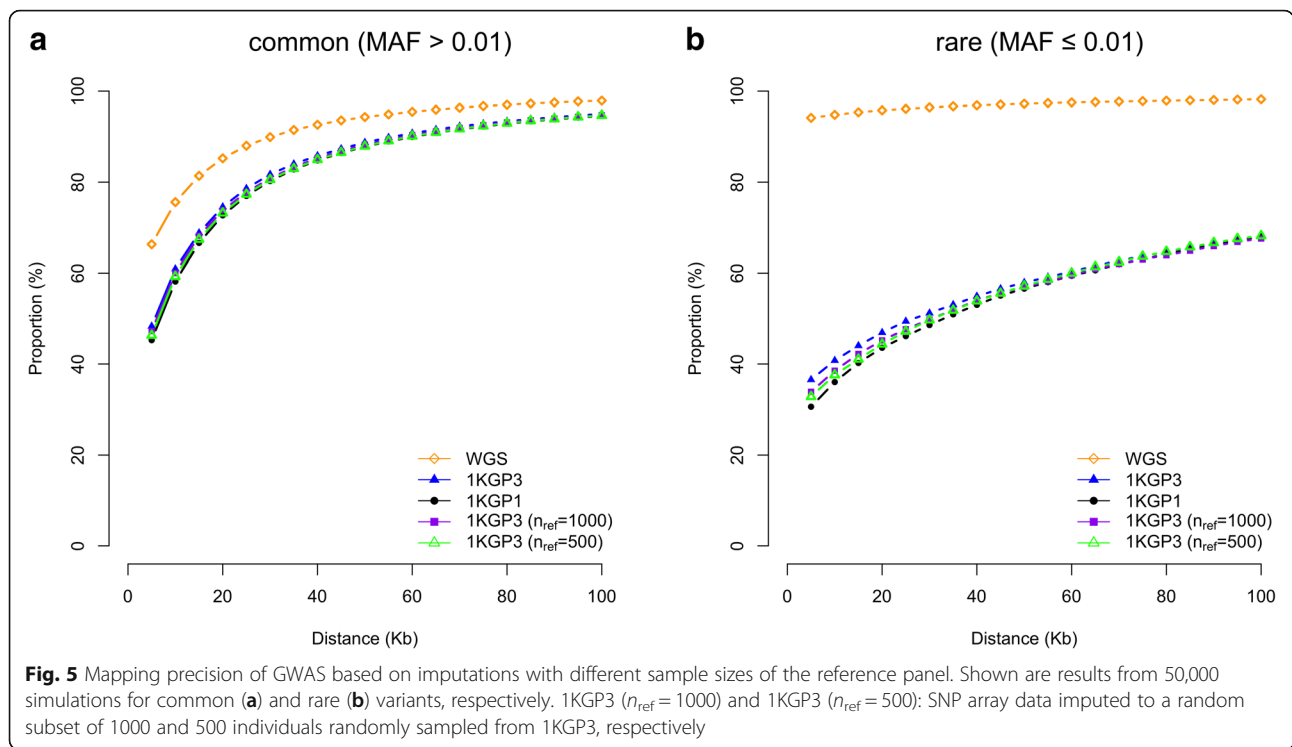 a common (MAF > 0.01)
Proportion (%)
100
80
60
40
20
0
WGS
1KGP3
1KGP1
1KGP3 (nref=1000)
1KGP3 (nref=500)
0 20 40 60 80 100
Distance (Kb)
b rare (MAF ≤ 0.01)
Proportion (%)
100
80
60
40
20
0
WGS
1KGP3
1KGP1
1KGP3 (nref=1000)
1KGP3 (nref=500)
0 20 40 60 80 100
Distance (Kb)
Fig. 5 Mapping precision of GWAS based on imputations with different sample sizes of the reference panel. Shown are results from 50,000
simulations for common (a) and rare (b) variants, respectively. 1KGP3 (nref = 1000) and 1KGP3 (nref = 500): SNP array data imputed to a random
subset of 1000 and 500 individuals randomly sampled from 1KGP3, respectively